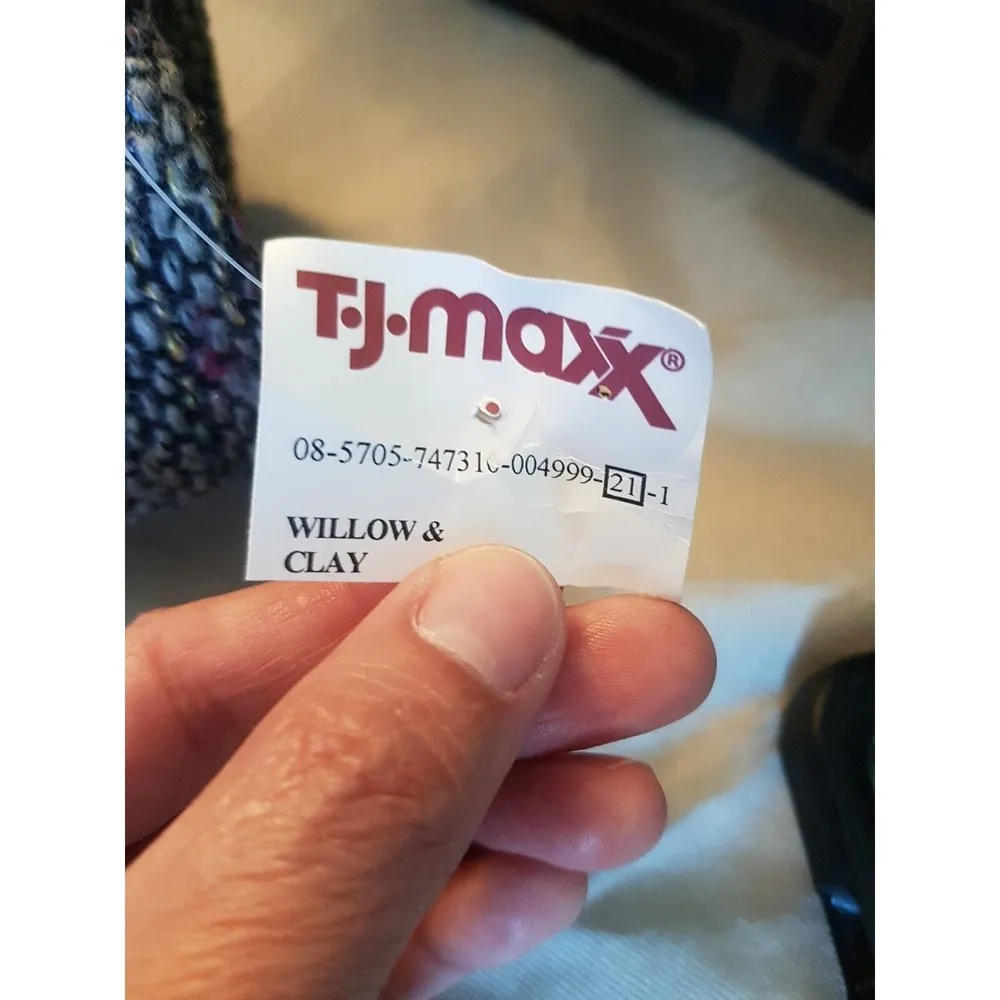 T.J.maxx®
08-5705-747310-004999-21-1
WILLOW &
CLAY